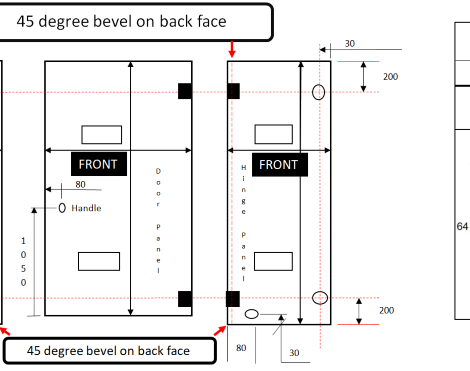 45 degree bevel on back face
30
200
FRONT
FRONT
Door Panel
Hinge Panel
80
Handle
1050
64
200
45 degree bevel on back face
80
30